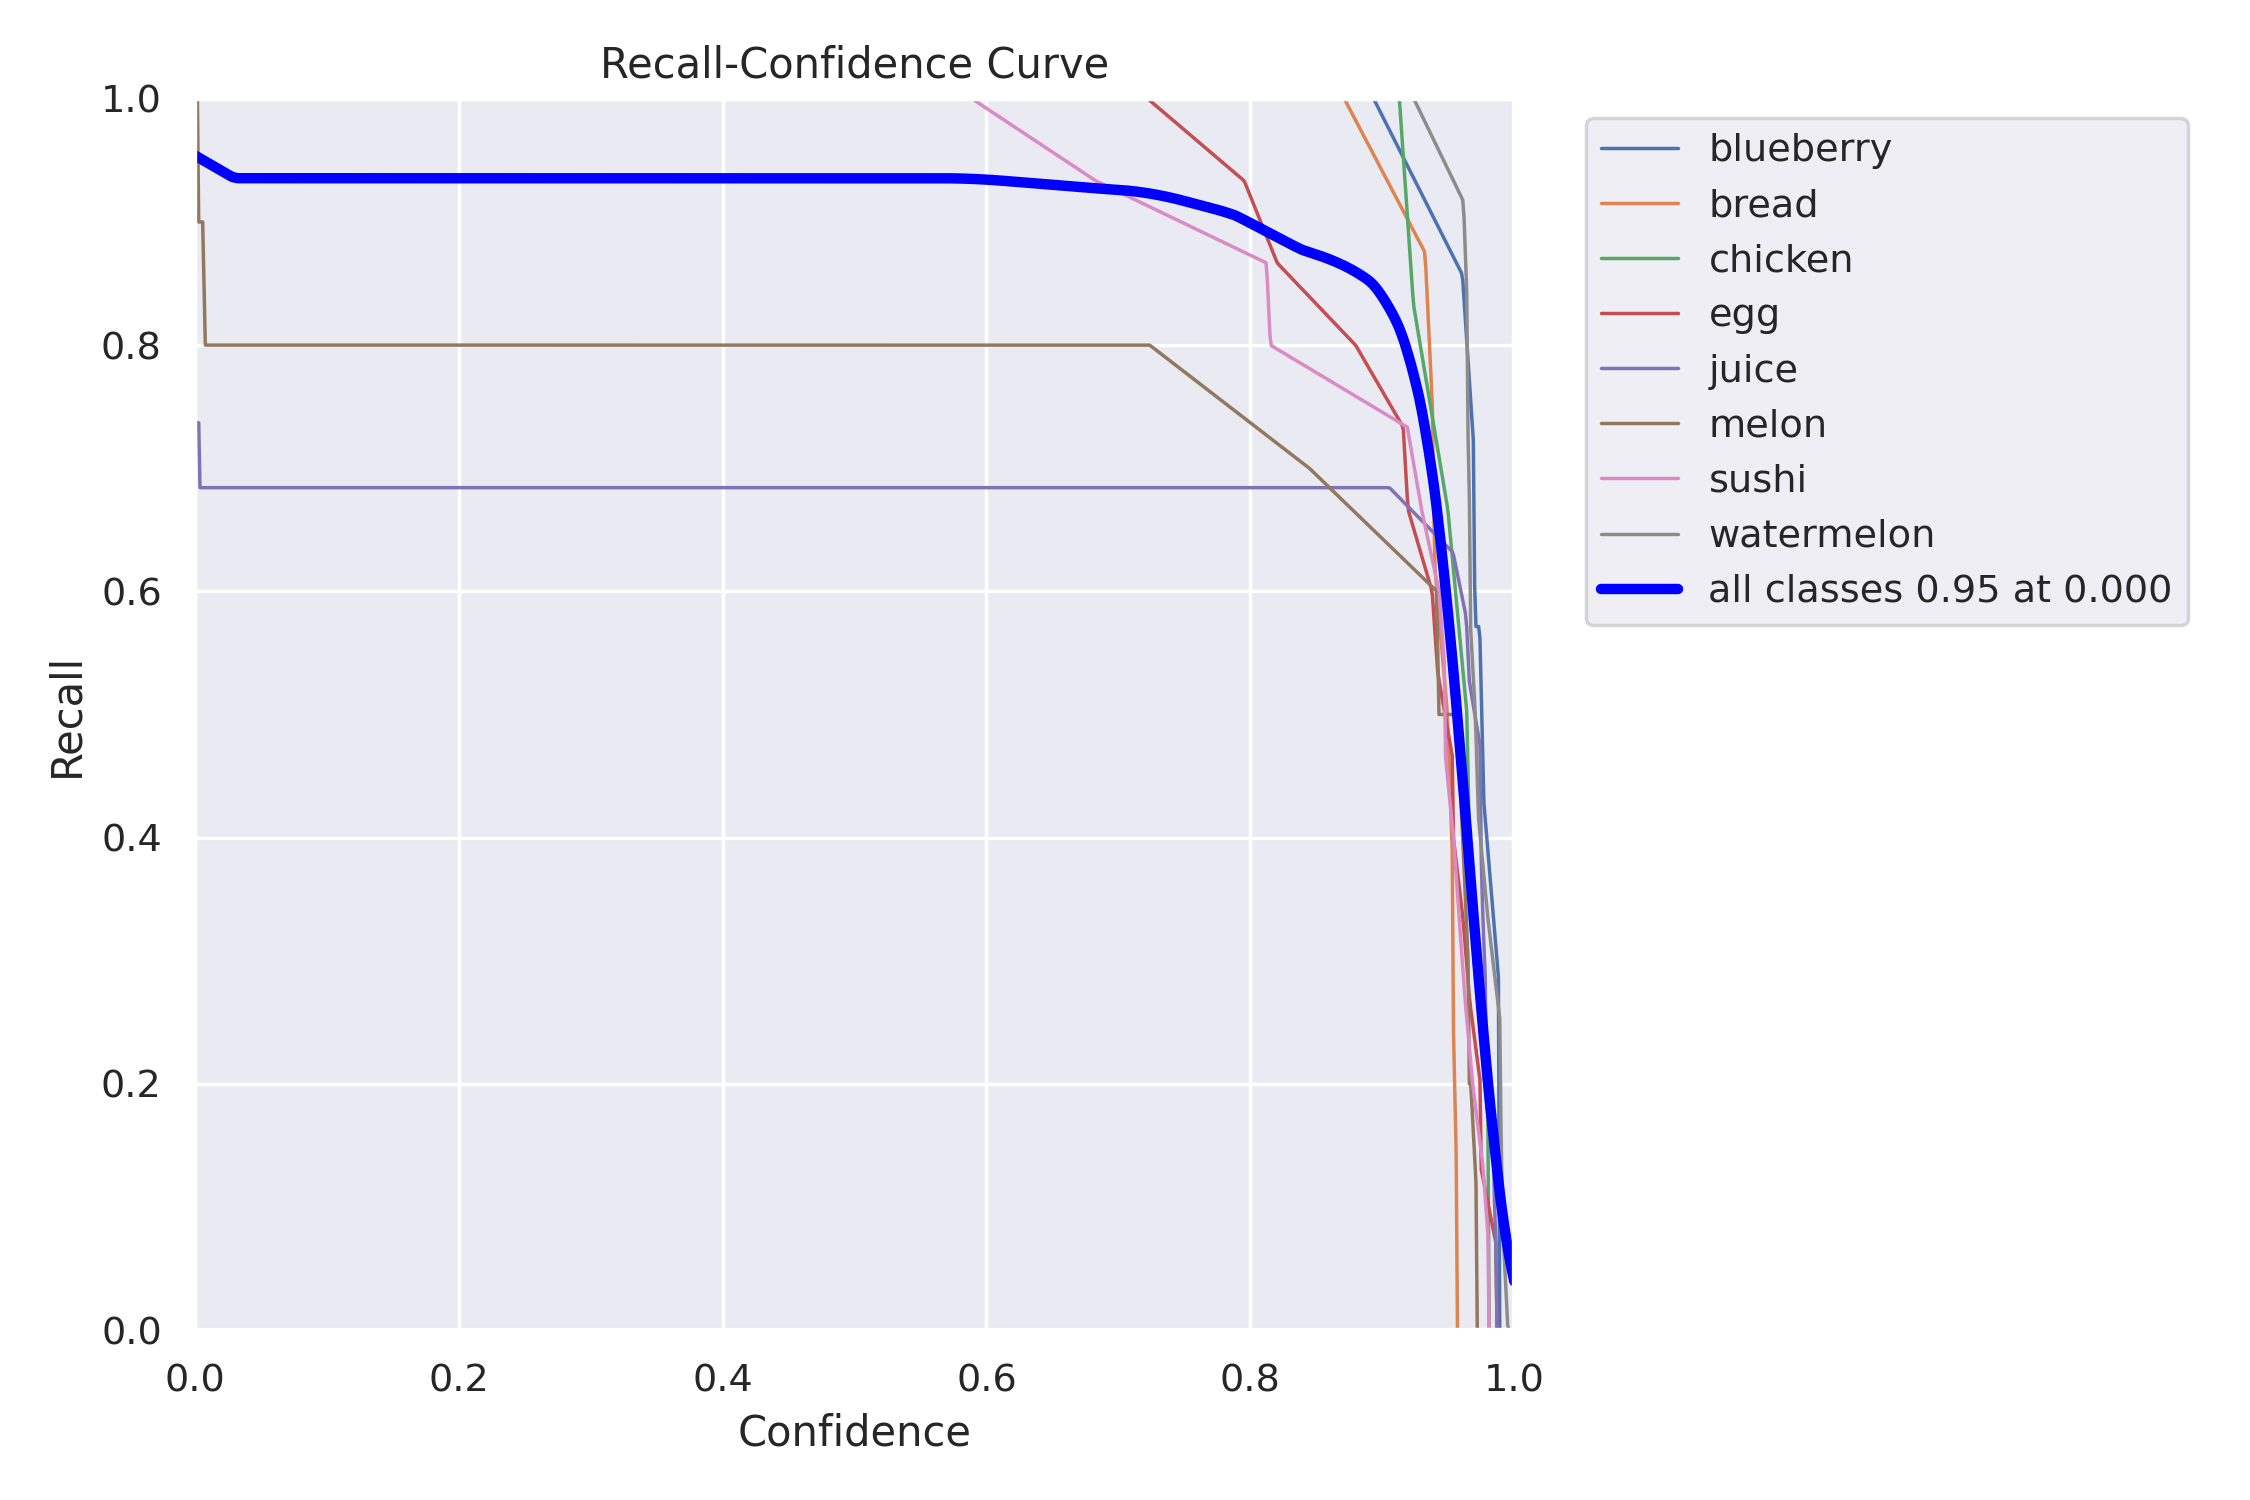 Recall-Confidence Curve
1.0
0.8
0.6
0.4
0.2
0.0
Recall
0.0 0.2 0.4 0.6 0.8 1.0
Confidence
blueberry
bread
chicken
egg
juice
melon
sushi
watermelon
all classes 0.95 at 0.000